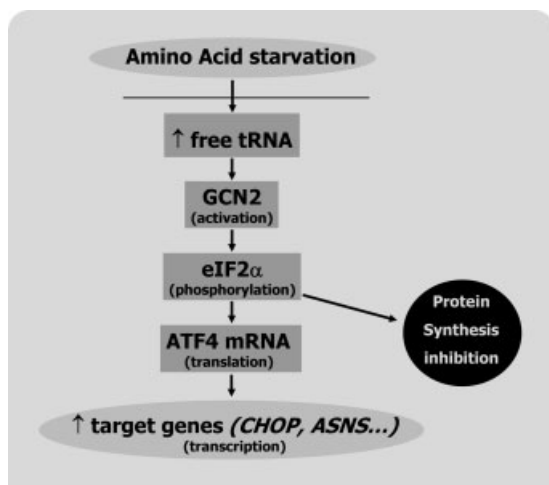 Amino Acid starvation
↑ free tRNA
GCN2
(activation)
eIF2α
(phosphorylation)
Protein
Synthesis
inhibition
ATF4 mRNA
(translation)
↑ target genes (CHOP, ASNS...)
(transcription)